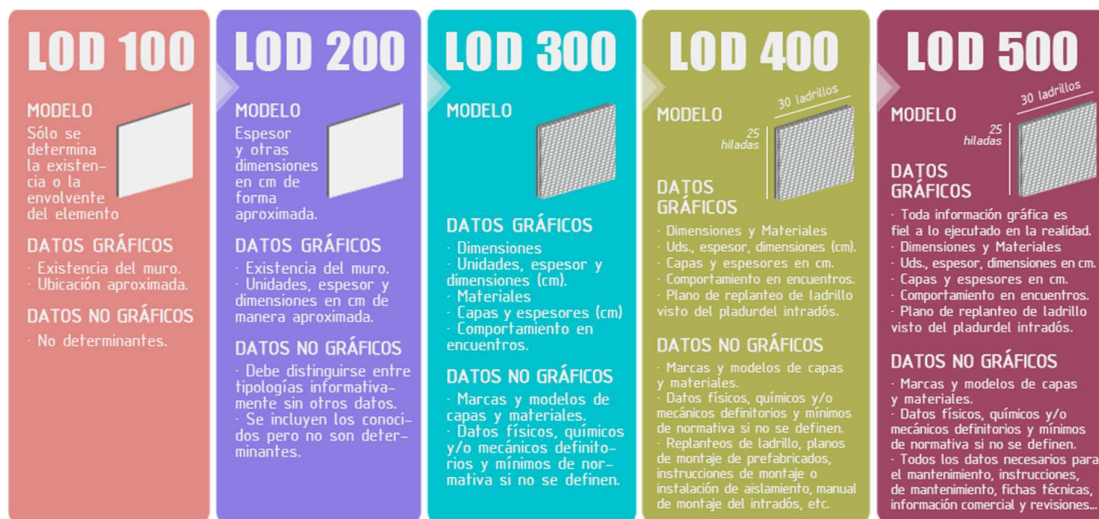 LOD 100
MODELO
Sólo se
determina
la existen-
cia o la
envolvente
del elemento
DATOS GRÁFICOS
· Existencia del muro.
· Ubicación aproximada.
DATOS NO GRÁFICOS
· No determinantes.
LOD 200
MODELO
Espesor
y otras
dimensiones
en cm de
forma
aproximada.
DATOS GRÁFICOS
· Existencia del muro.
· Unidades, espesor y
dimensiones en cm de
manera aproximada.
DATOS NO GRÁFICOS
· Debe distinguirse entre
tipologías informativa-
mente sin otros datos.
· Se incluyen los conoci-
dos pero no son deter-
minantes.
LOD 300
MODELO
DATOS GRÁFICOS
· Dimensiones
· Unidades, espesor y
dimensiones (cm).
· Materiales
· Capas y espesores (cm)
· Comportamiento en
encuentros.
DATOS NO GRÁFICOS
· Marcas y modelos de
capas y materiales.
· Datos físicos, químicos
y/o mecánicos definito-
rios y mínimos de nor-
mativa si no se definen.
LOD 400
30 ladrillos
MODELO
25
hiladas
DATOS
GRÁFICOS
· Dimensiones y Materiales
· Uds., espesor, dimensiones (cm).
· Capas y espesores en cm.
· Comportamiento en encuentros.
· Plano de replanteo de ladrillo
visto del pladurdel intradós.
DATOS NO GRÁFICOS
· Marcas y modelos de capas
y materiales.
· Datos físicos, químicos y/o
mecánicos definitorios y mínimos
de normativa si no se definen.
· Replanteos de ladrillo, planos
de montaje de prefabricados,
instrucciones de montaje o
instalación de aislamiento, manual
de montaje del intradós, etc.
LOD 500
30 ladrillos
MODELO
25
hiladas
DATOS
GRÁFICOS
· Toda información gráfica es
fiel a lo ejecutado en la realidad.
· Dimensiones y Materiales
· Uds., espesor, dimensiones en cm.
· Capas y espesores en cm.
· Comportamiento en encuentros.
· Plano de replanteo de ladrillo
visto del pladurdel intradós.
DATOS NO GRÁFICOS
· Marcas y modelos de capas
y materiales.
· Datos físicos, químicos y/o
mecánicos definitorios y mínimos
de normativa si no se definen.
· Todos los datos necesarios para
el mantenimiento, instrucciones,
de mantenimiento, fichas técnicas,
información comercial y revisiones...